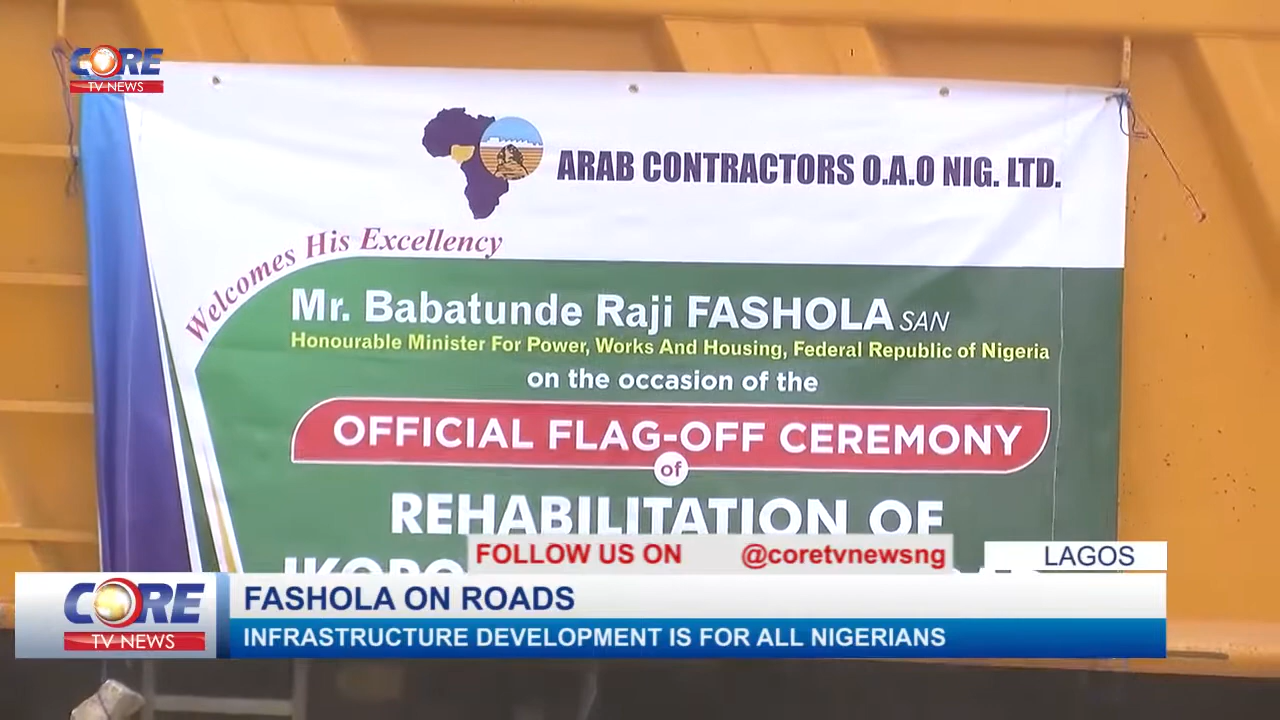 CORE
TV NEWS
ARAB CONTRACTORS O.A.O NIG. LTD.
Welcomes His Excellency
Mr. Babatunde Raji FASHOLA SAN
Honourable Minister For Power, Works And Housing, Federal Republic of Nigeria
on the occasion of the
OFFICIAL FLAG-OFF CEREMONY
of
REHABILITATION OF
FOLLOW US ON @coretvnewsng
LAGOS
CORE
TV NEWS
FASHOLA ON ROADS
INFRASTRUCTURE DEVELOPMENT IS FOR ALL NIGERIANS